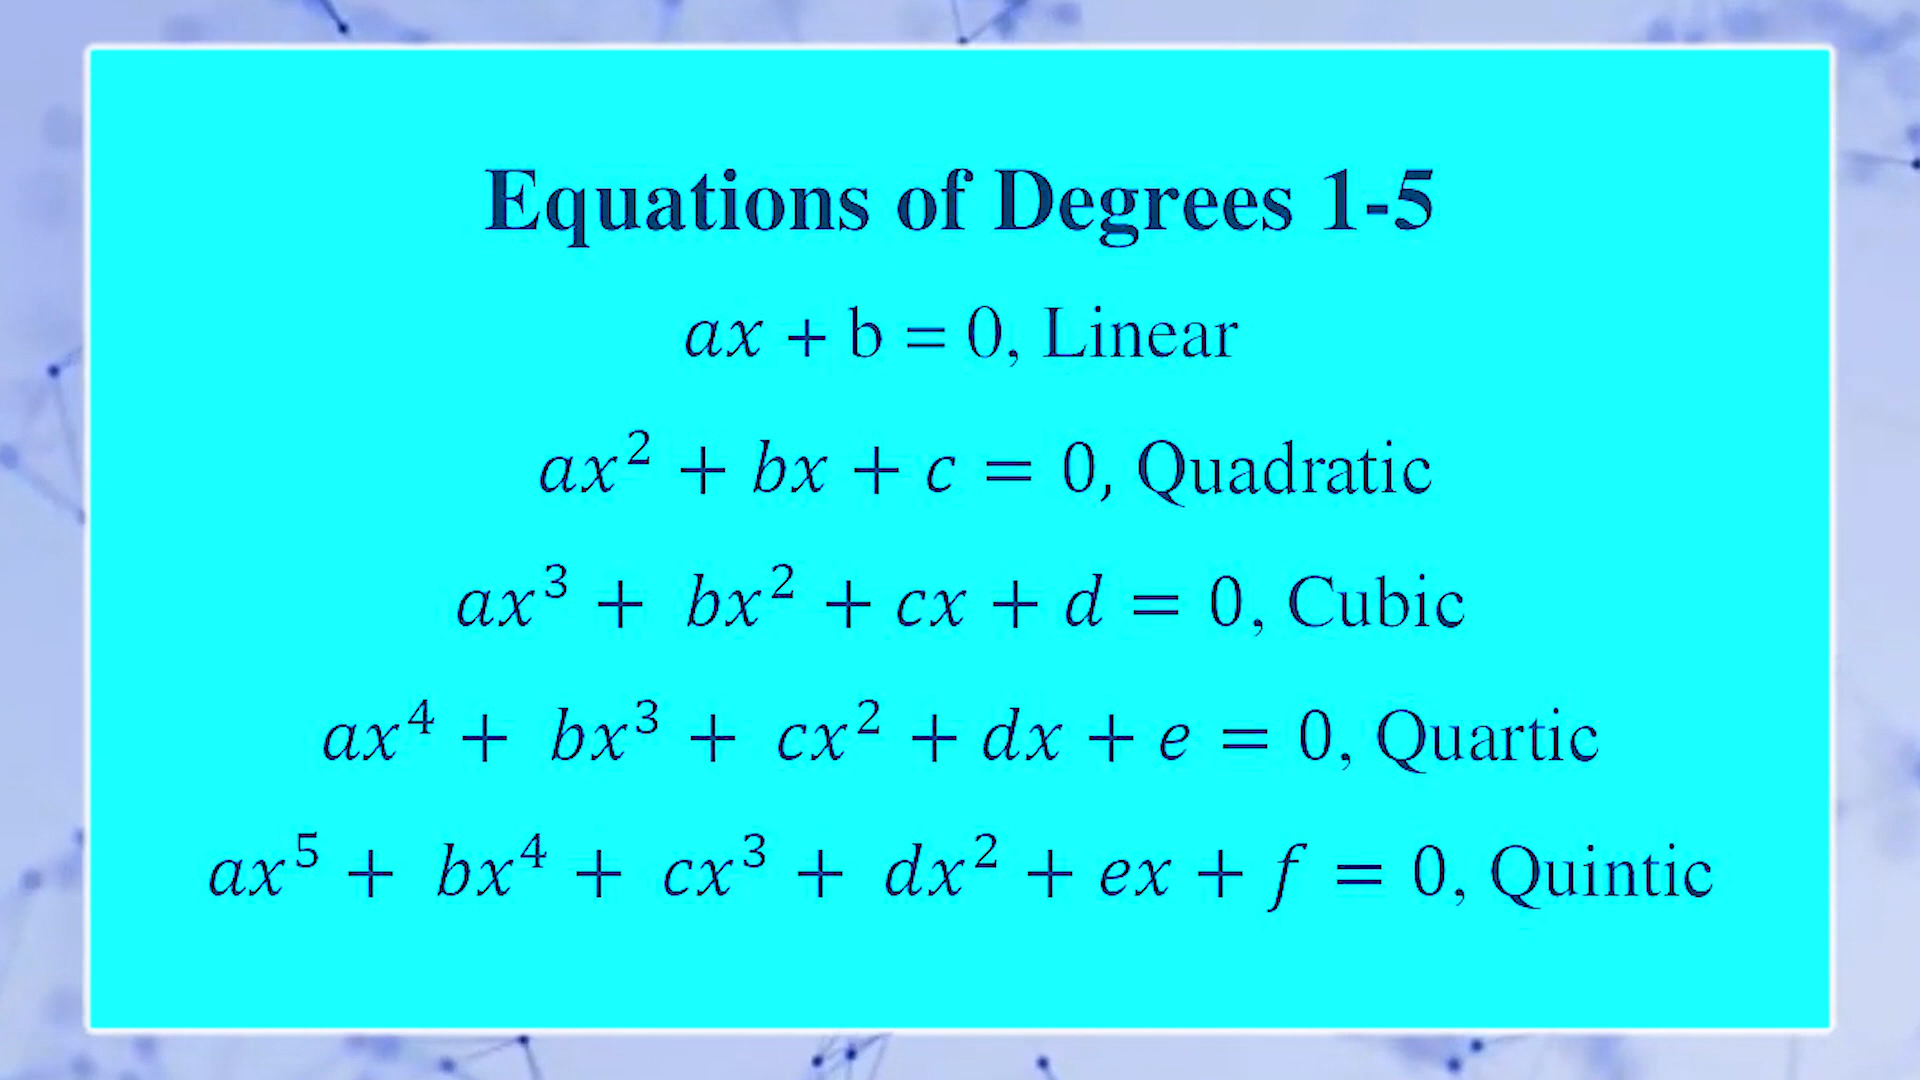 Equations of Degrees 1-5
ax + b = 0, Linear
ax² + bx + c = 0, Quadratic
ax³ + bx² + cx + d = 0, Cubic
ax⁴ + bx³ + cx² + dx + e = 0, Quartic
ax⁵ + bx⁴ + cx³ + dx² + ex + f = 0, Quintic